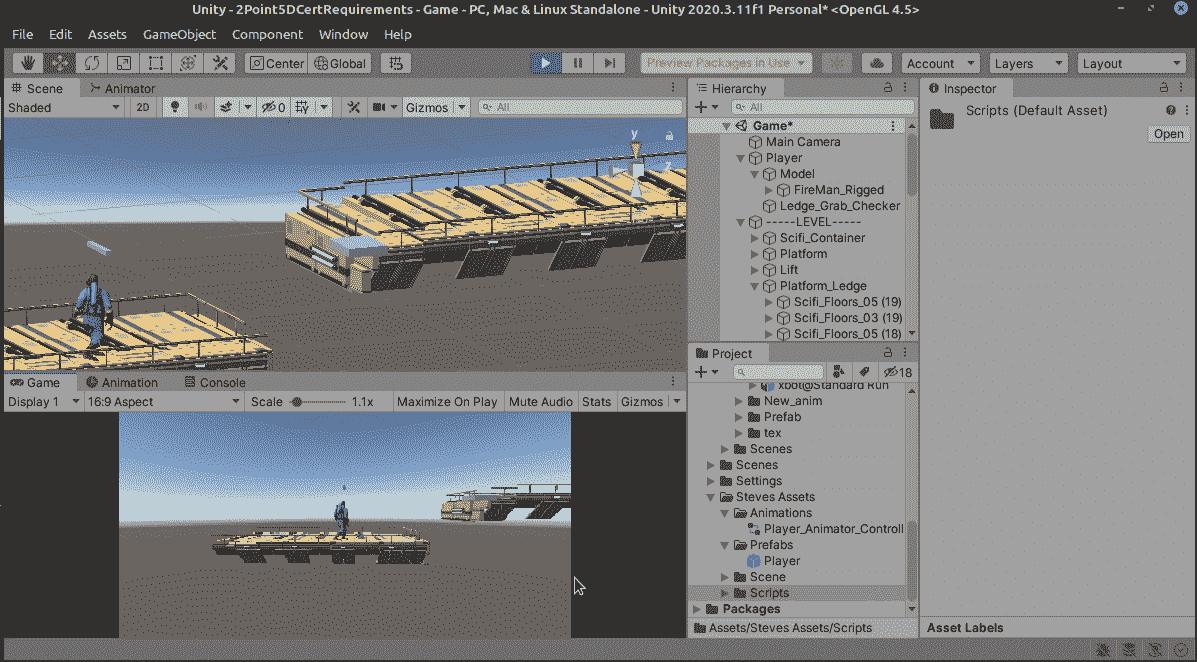 Unity - 2Point5DCertRequirements - Game - PC, Mac & Linux Standalone - Unity 2020.3.11f1 Personal* <OpenGL 4.5>
File Edit Assets GameObject Component Window Help
Center Global Preview Packages in Use Account Layers Layout
Scene Animator
Shaded 2D 0 Gizmos All
y
z
Game Animation Console
Display 1 16:9 Aspect Scale 1.1x Maximize On Play Mute Audio Stats Gizmos
Hierarchy
All
Game*
Main Camera
Player
Model
FireMan_Rigged
Ledge_Grab_Checker
-----LEVEL-----
Scifi_Container
Platform
Lift
Platform_Ledge
Scifi_Floors_05 (19)
Scifi_Floors_03 (19)
Scifi_Floors_05 (18)
Project
18
xbot@Standard Run
New_anim
Prefab
tex
Scenes
Scenes
Settings
Steves Assets
Animations
Player_Animator_Controll
Prefabs
Player
Scene
Scripts
Packages
Assets/Steves Assets/Scripts
Inspector
Scripts (Default Asset)
Open
Asset Labels